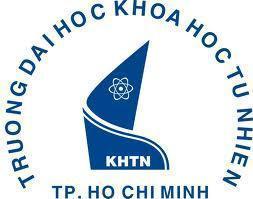 TRUONG DAI HOC KHOA HOC TU NHIEN
KHTN
TP. HO CHI MINH